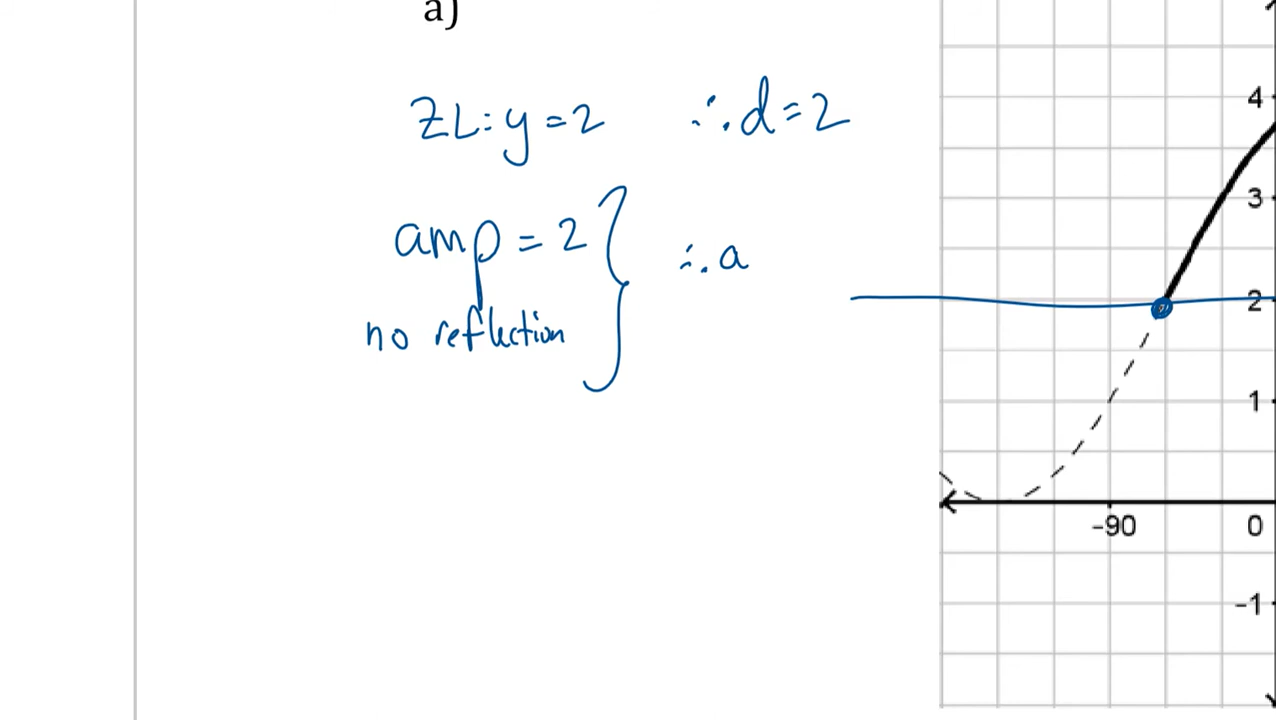 a)
ZL: y = 2 ∴ d = 2
amp = 2
no reflection
∴ a
4
3
2
1
-90 0
-1